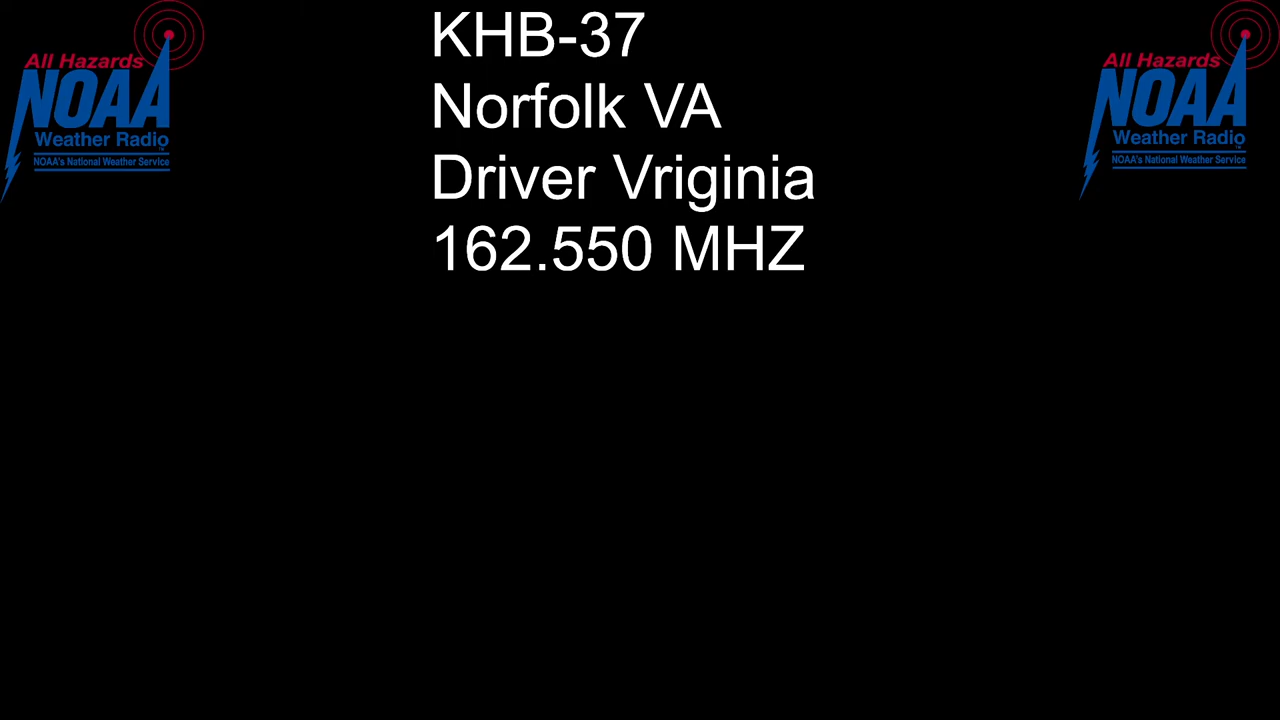 All Hazards
NOAA
Weather Radio
NOAA's National Weather Service
KHB-37
Norfolk VA
Driver Vriginia
162.550 MHZ
All Hazards
NOAA
Weather Radio
NOAA's National Weather Service